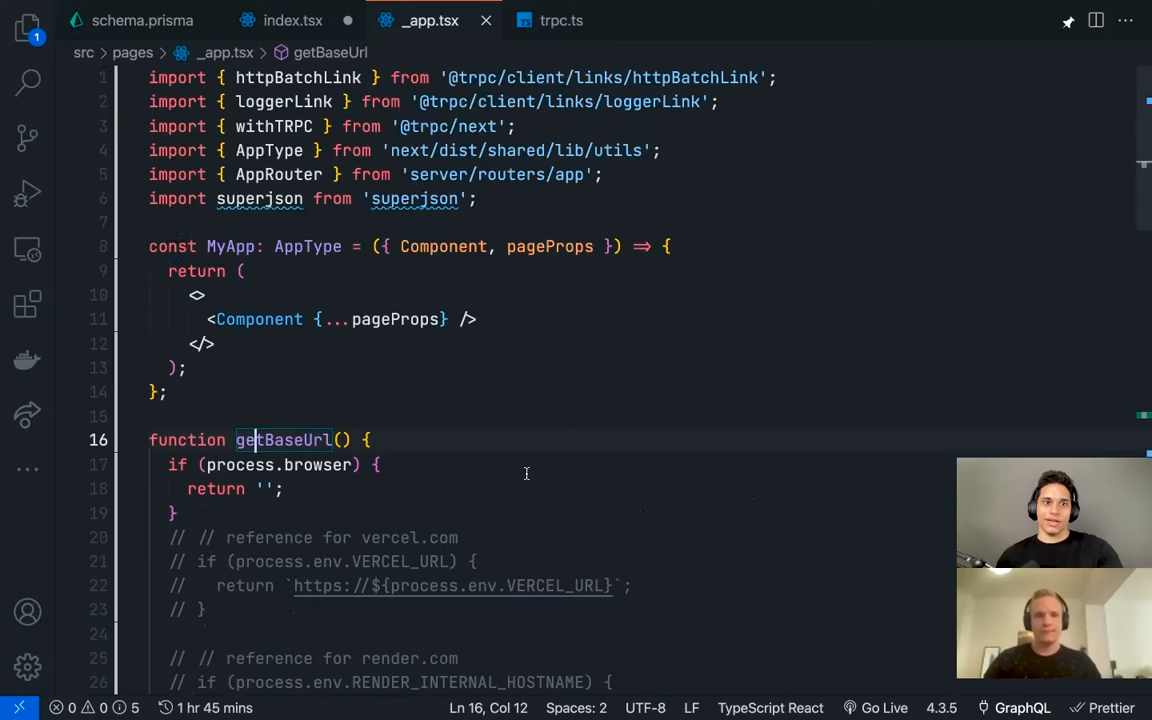 schema.prisma index.tsx _app.tsx TS trpc.ts
src > pages > _app.tsx > getBaseUrl
1 import { httpBatchLink } from '@trpc/client/links/httpBatchLink';
2 import { loggerLink } from '@trpc/client/links/loggerLink';
3 import { withTRPC } from '@trpc/next';
4 import { AppType } from 'next/dist/shared/lib/utils';
5 import { AppRouter } from 'server/routers/app';
6 import superjson from 'superjson';
7
8 const MyApp: AppType = ({ Component, pageProps }) => {
9 return (
10 <>
11 <Component {...pageProps} />
12 </>
13 );
14 };
15
16 function getBaseUrl() {
17 if (process.browser) {
18 return '';
19 }
20 // // reference for vercel.com
21 // if (process.env.VERCEL_URL) {
22 // return `https://${process.env.VERCEL_URL}`;
23 // }
24
25 // // reference for render.com
26 // if (process.env.RENDER_INTERNAL_HOSTNAME) {
1
0 0 5 1 hr 45 mins Ln 16, Col 12 Spaces: 2 UTF-8 LF TypeScript React Go Live 4.3.5 GraphQL Prettier